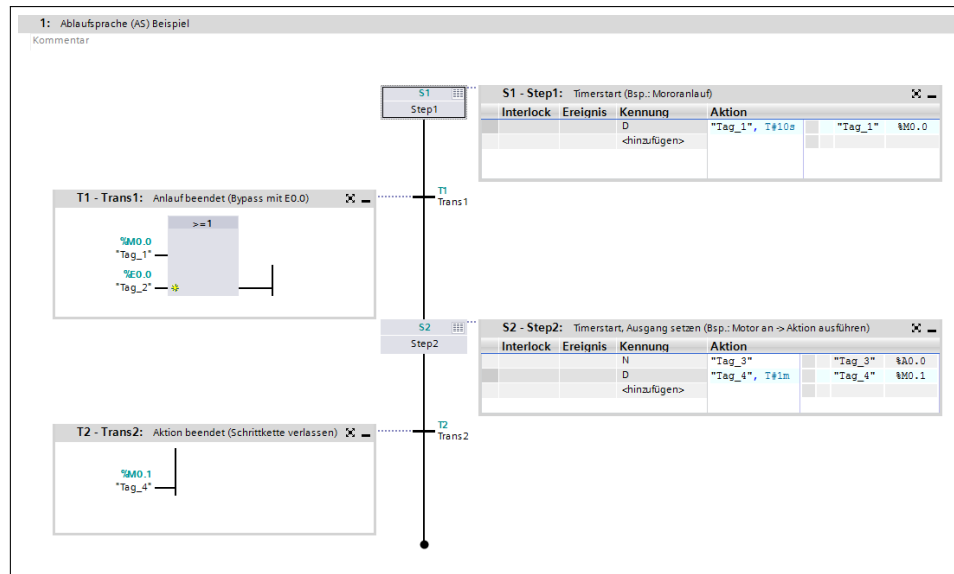 1: Ablaufsprache (AS) Beispiel
Kommentar
S1
Step1
S1 - Step1: Timerstart (Bsp.: Mororanlauf)
Interlock Ereignis Kennung Aktion
D "Tag_1", T#10s "Tag_1" %M0.0
<hinzufügen>
T1 - Trans1: Anlauf beendet (Bypass mit E0.0)
T1
Trans1
>=1
%M0.0
"Tag_1"
%E0.0
"Tag_2"
S2
Step2
S2 - Step2: Timerstart, Ausgang setzen (Bsp.: Motor an -> Aktion ausführen)
Interlock Ereignis Kennung Aktion
N "Tag_3" "Tag_3" %A0.0
D "Tag_4", T#1m "Tag_4" %M0.1
<hinzufügen>
T2 - Trans2: Aktion beendet (Schrittkette verlassen)
T2
Trans2
%M0.1
"Tag_4"